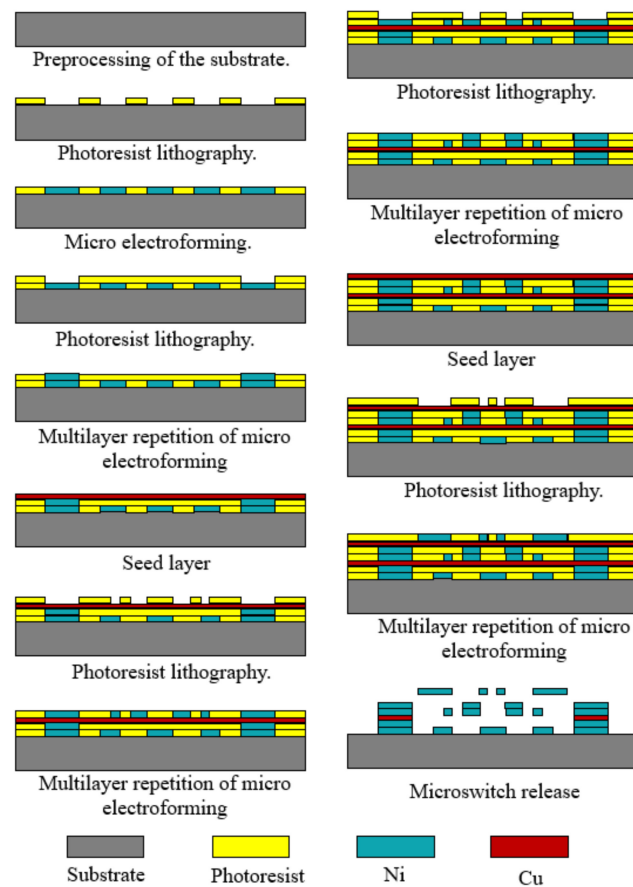 Preprocessing of the substrate.
Photoresist lithography.
Micro electroforming.
Photoresist lithography.
Multilayer repetition of micro
electroforming
Seed layer
Photoresist lithography.
Multilayer repetition of micro
electroforming
Photoresist lithography.
Multilayer repetition of micro
electroforming
Seed layer
Photoresist lithography.
Multilayer repetition of micro
electroforming
Microswitch release
Substrate
Photoresist
Ni
Cu